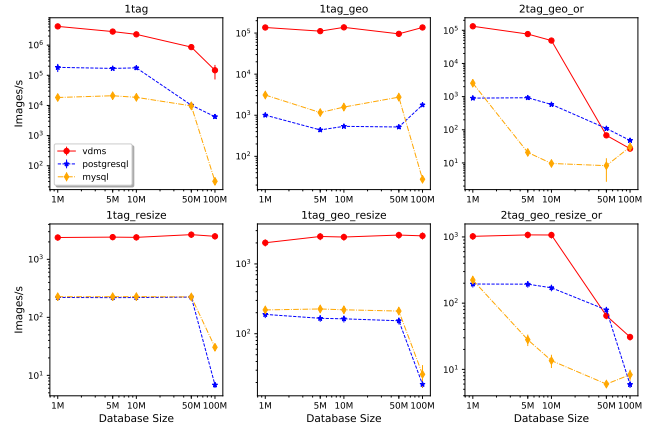 1tag
1tag_geo
2tag_geo_or
Images/s
10^6
10^5
10^4
10^3
10^2
vdms
postgresql
mysql
1M 5M 10M 50M 100M
10^5
10^4
10^3
10^2
1M 5M 10M 50M 100M
10^5
10^4
10^3
10^2
10^1
1M 5M 10M 50M 100M
1tag_resize
1tag_geo_resize
2tag_geo_resize_or
Images/s
10^3
10^2
10^1
1M 5M 10M 50M 100M
Database Size
10^3
10^2
1M 5M 10M 50M 100M
Database Size
10^3
10^2
10^1
1M 5M 10M 50M 100M
Database Size